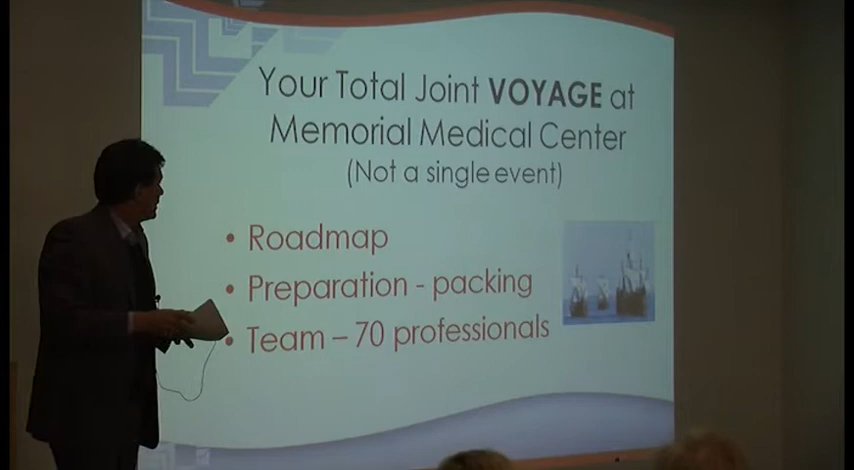 Your Total Joint VOYAGE at
Memorial Medical Center
(Not a single event)
• Roadmap
• Preparation - packing
• Team – 70 professionals